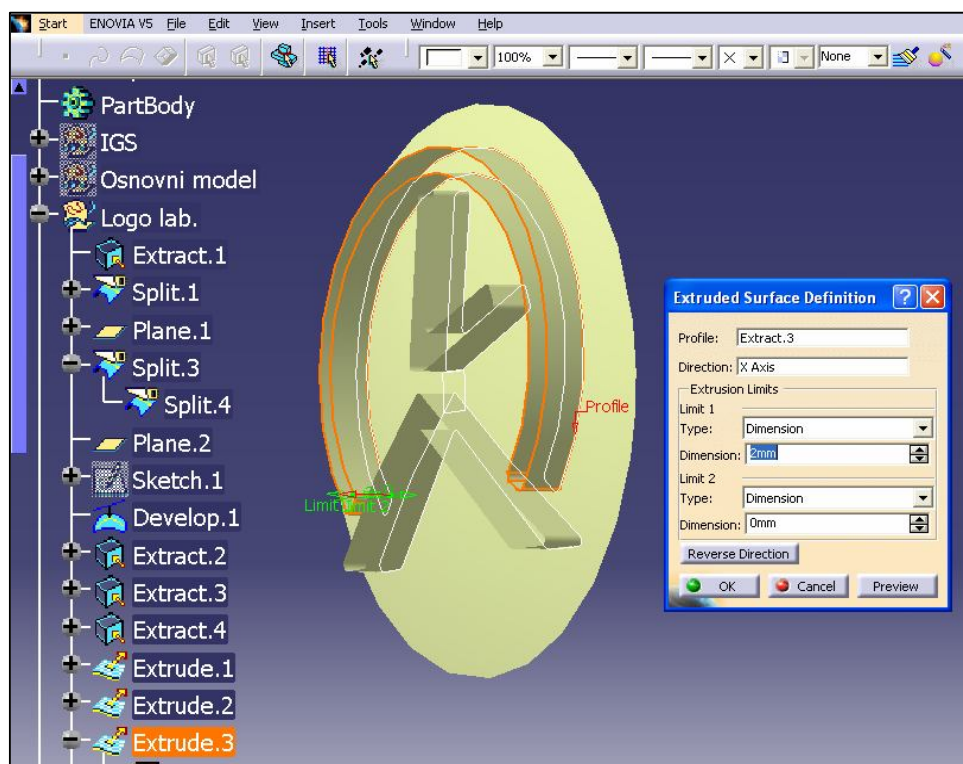 Start ENOVIA V5 File Edit View Insert Tools Window Help
100% None
PartBody
IGS
Osnovni model
Logo lab.
Extract.1
Split.1
Plane.1
Split.3
Split.4
Plane.2
Sketch.1
Develop.1
Extract.2
Extract.3
Extract.4
Extrude.1
Extrude.2
Extrude.3
Profile
Limit
Extruded Surface Definition
Profile: Extract.3
Direction: X Axis
Extrusion Limits
Limit 1
Type: Dimension
Dimension: 2mm
Limit 2
Type: Dimension
Dimension: 0mm
Reverse Direction
OK Cancel Preview